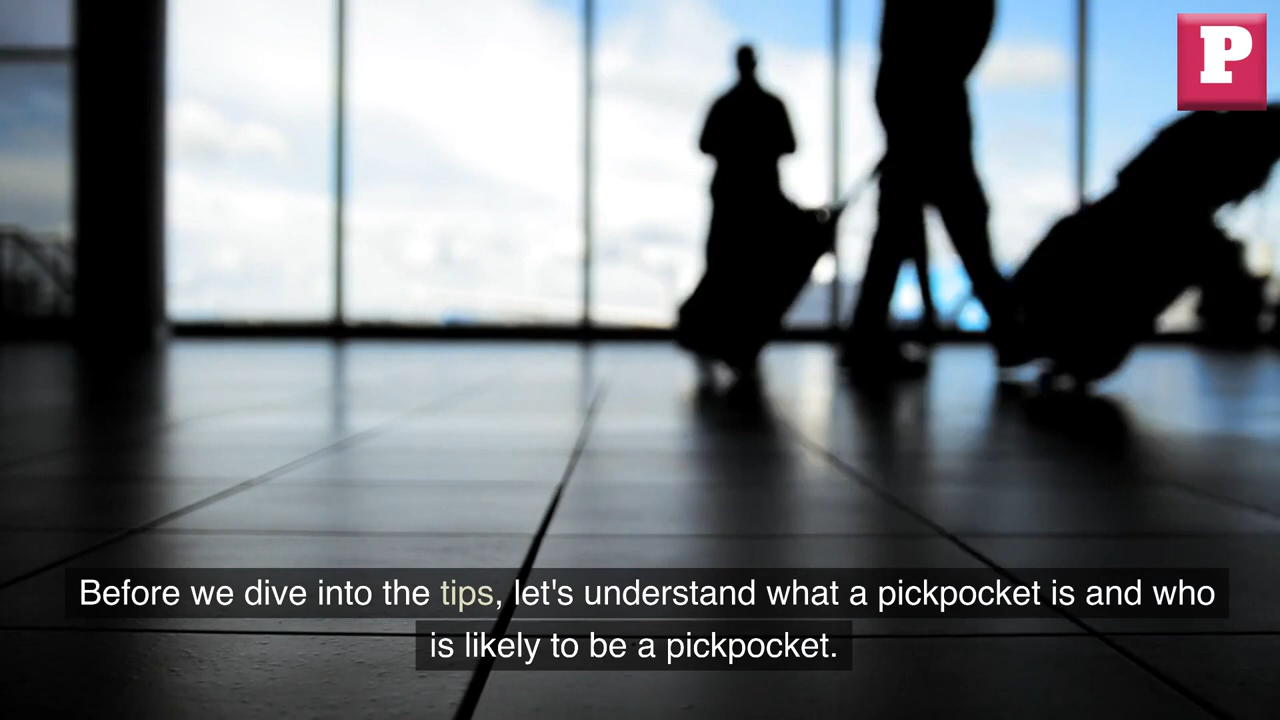 P
Before we dive into the tips, let's understand what a pickpocket is and who
is likely to be a pickpocket.